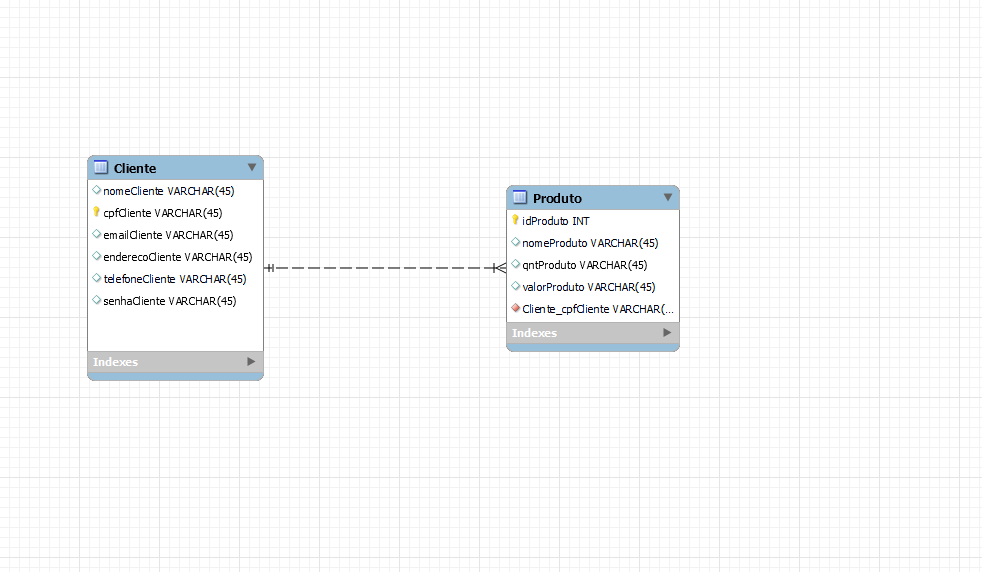 Cliente
nomeCliente VARCHAR(45)
cpfCliente VARCHAR(45)
emailCliente VARCHAR(45)
enderecoCliente VARCHAR(45)
telefoneCliente VARCHAR(45)
senhaCliente VARCHAR(45)
Indexes
Produto
idProduto INT
nomeProduto VARCHAR(45)
qntProduto VARCHAR(45)
valorProduto VARCHAR(45)
Cliente_cpfCliente VARCHAR(...
Indexes